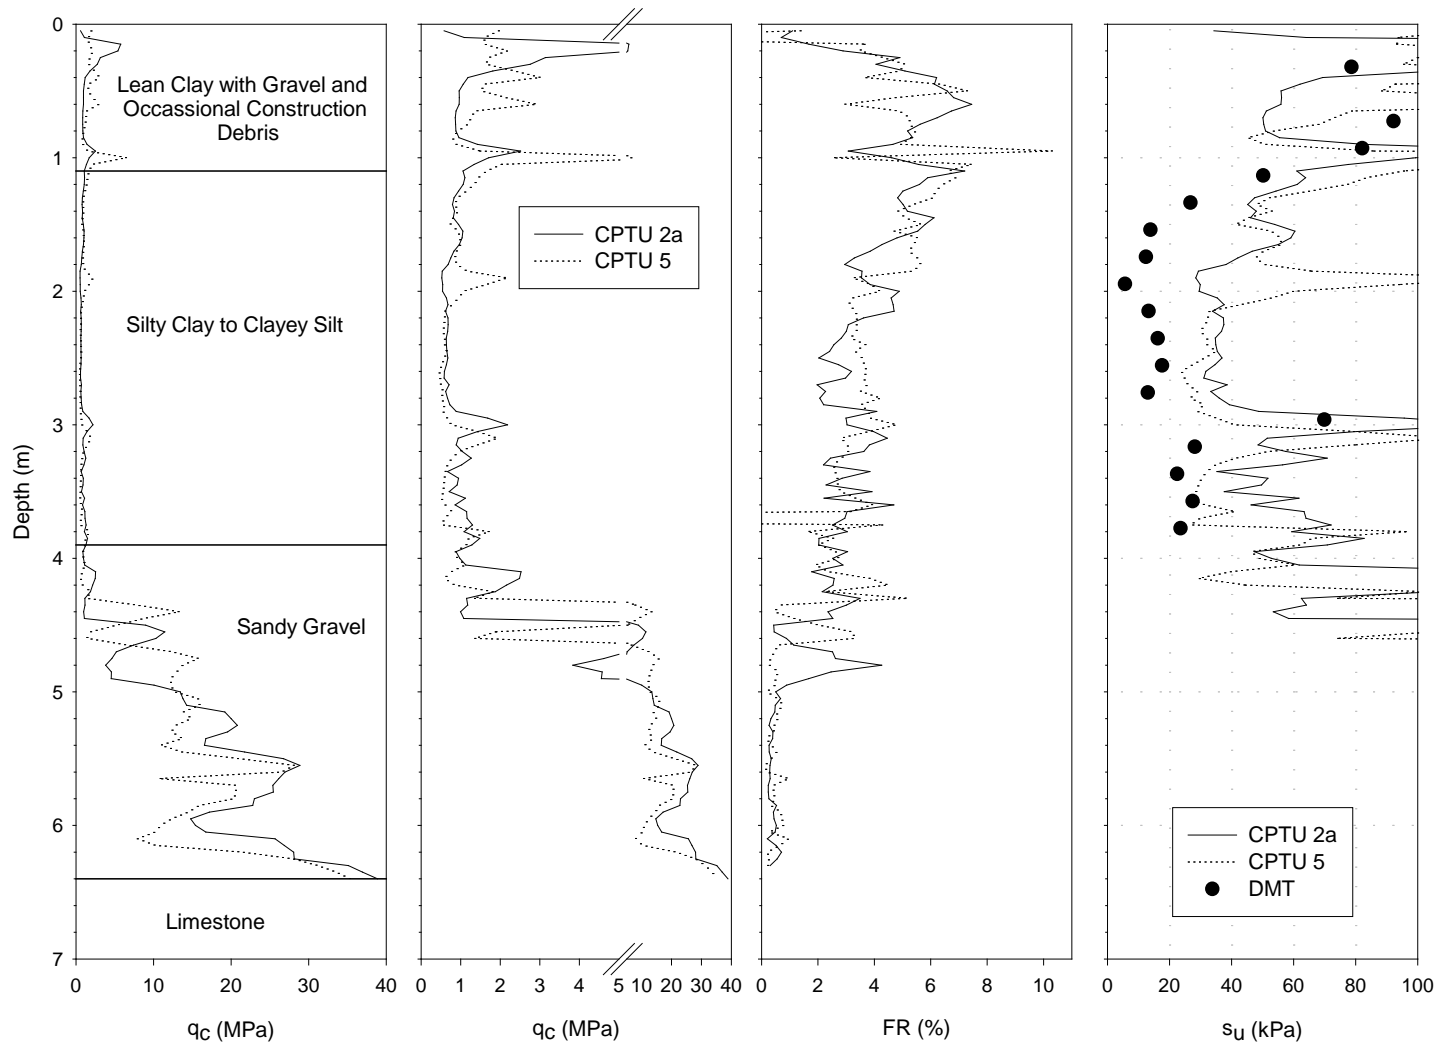 0
1
2
3
4
5
6
7
Depth (m)
Lean Clay with Gravel and
Occassional Construction
Debris
Silty Clay to Clayey Silt
Sandy Gravel
Limestone
CPTU 2a
CPTU 5
CPTU 2a
CPTU 5
DMT
0 10 20 30 40
0 1 2 3 4 5 10 20 30 40
0 2 4 6 8 10
0 20 40 60 80 100
qc (MPa)
qc (MPa)
FR (%)
su (kPa)